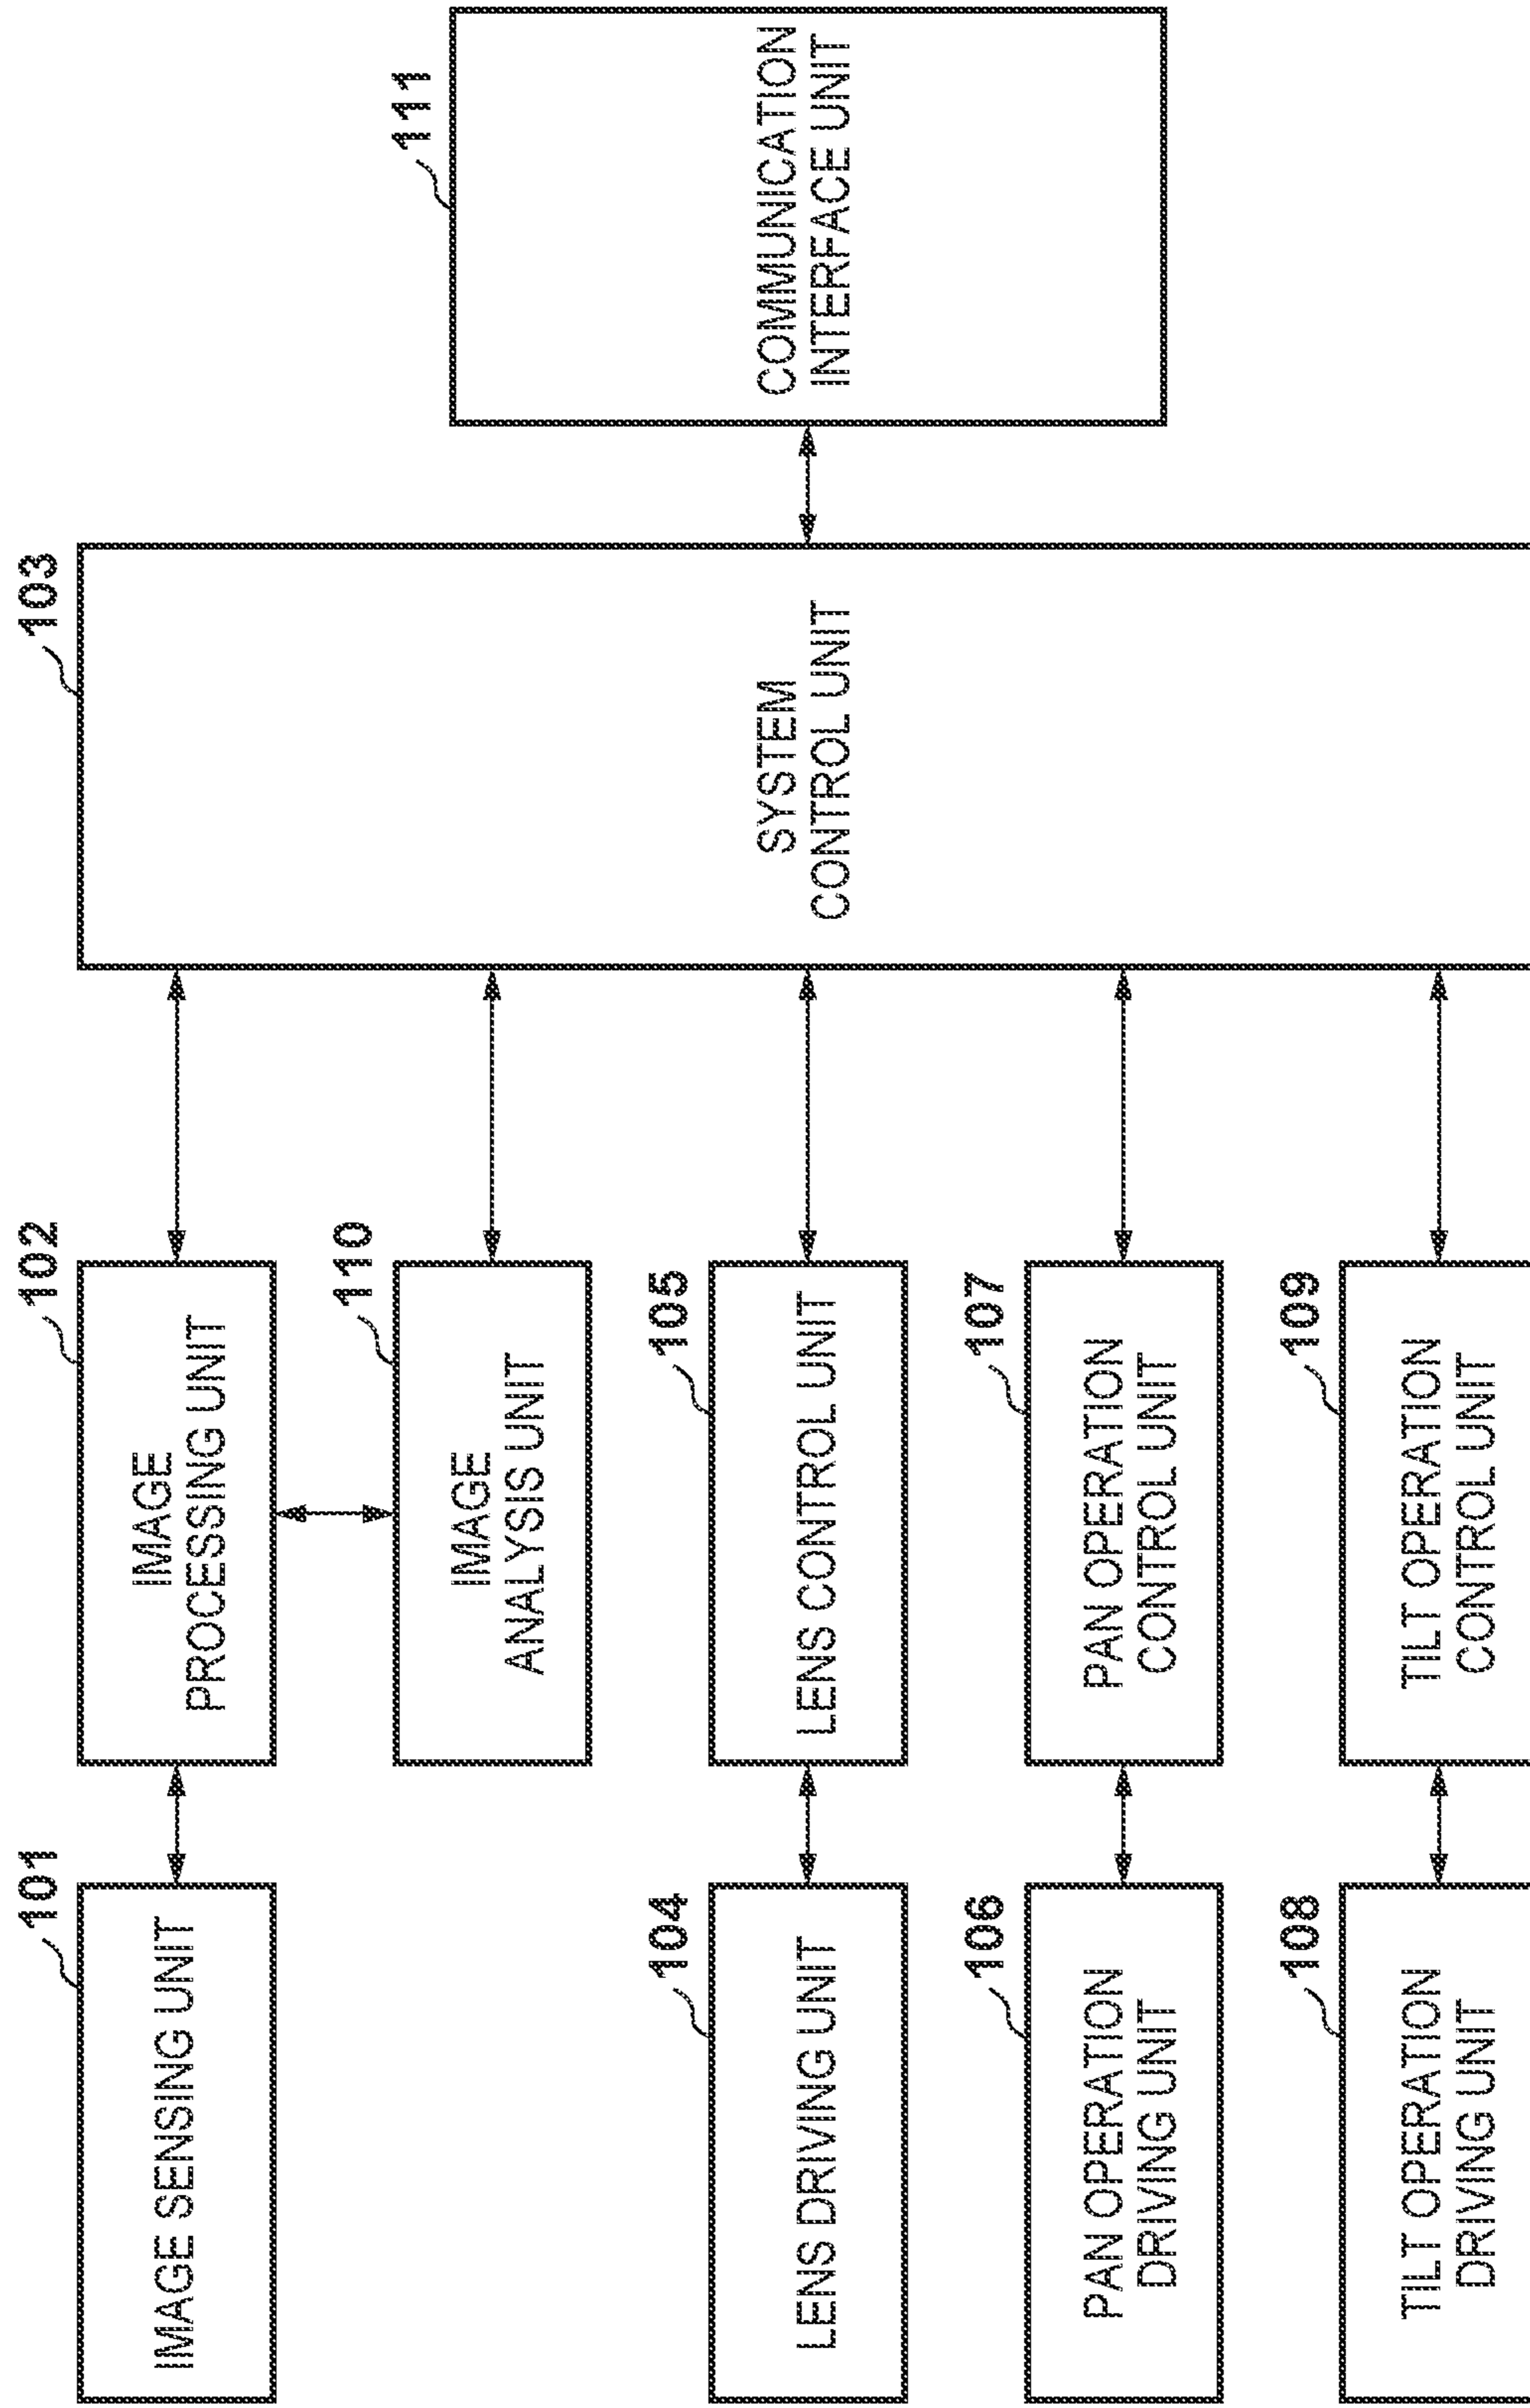 101
IMAGE SENSING UNIT
102
IMAGE
PROCESSING UNIT
103
SYSTEM
CONTROL UNIT
111
COMMUNICATION
INTERFACE UNIT
110
IMAGE
ANALYSIS UNIT
104
LENS DRIVING UNIT
105
LENS CONTROL UNIT
106
PAN OPERATION
DRIVING UNIT
107
PAN OPERATION
CONTROL UNIT
108
TILT OPERATION
DRIVING UNIT
109
TILT OPERATION
CONTROL UNIT